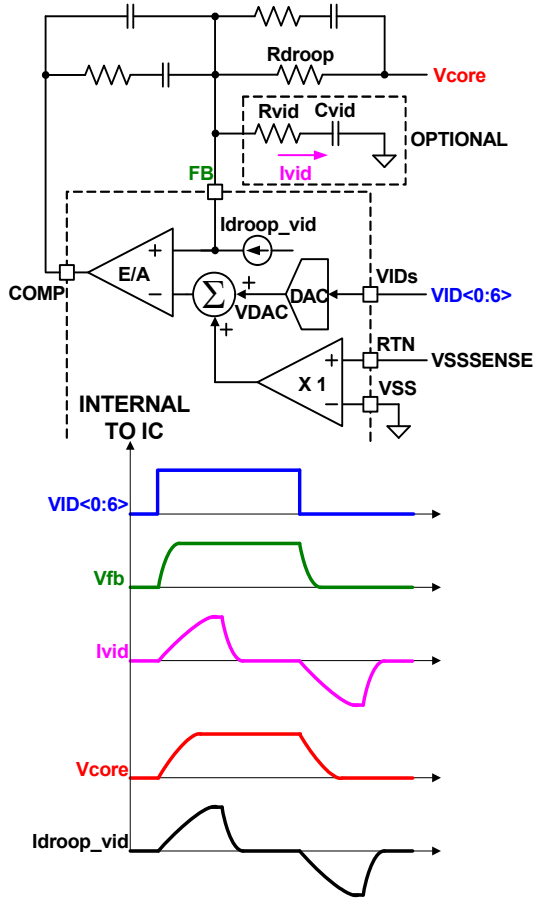 Rdroop
Vcore
Rvid
Cvid
OPTIONAL
Ivid
FB
Idroop_vid
E/A
+
−
COMP
Σ
+
+
VDAC
DAC
VIDs
VID<0:6>
RTN
VSSSENSE
X 1
+
−
VSS
INTERNAL
TO IC
VID<0:6>
Vfb
Ivid
Vcore
Idroop_vid